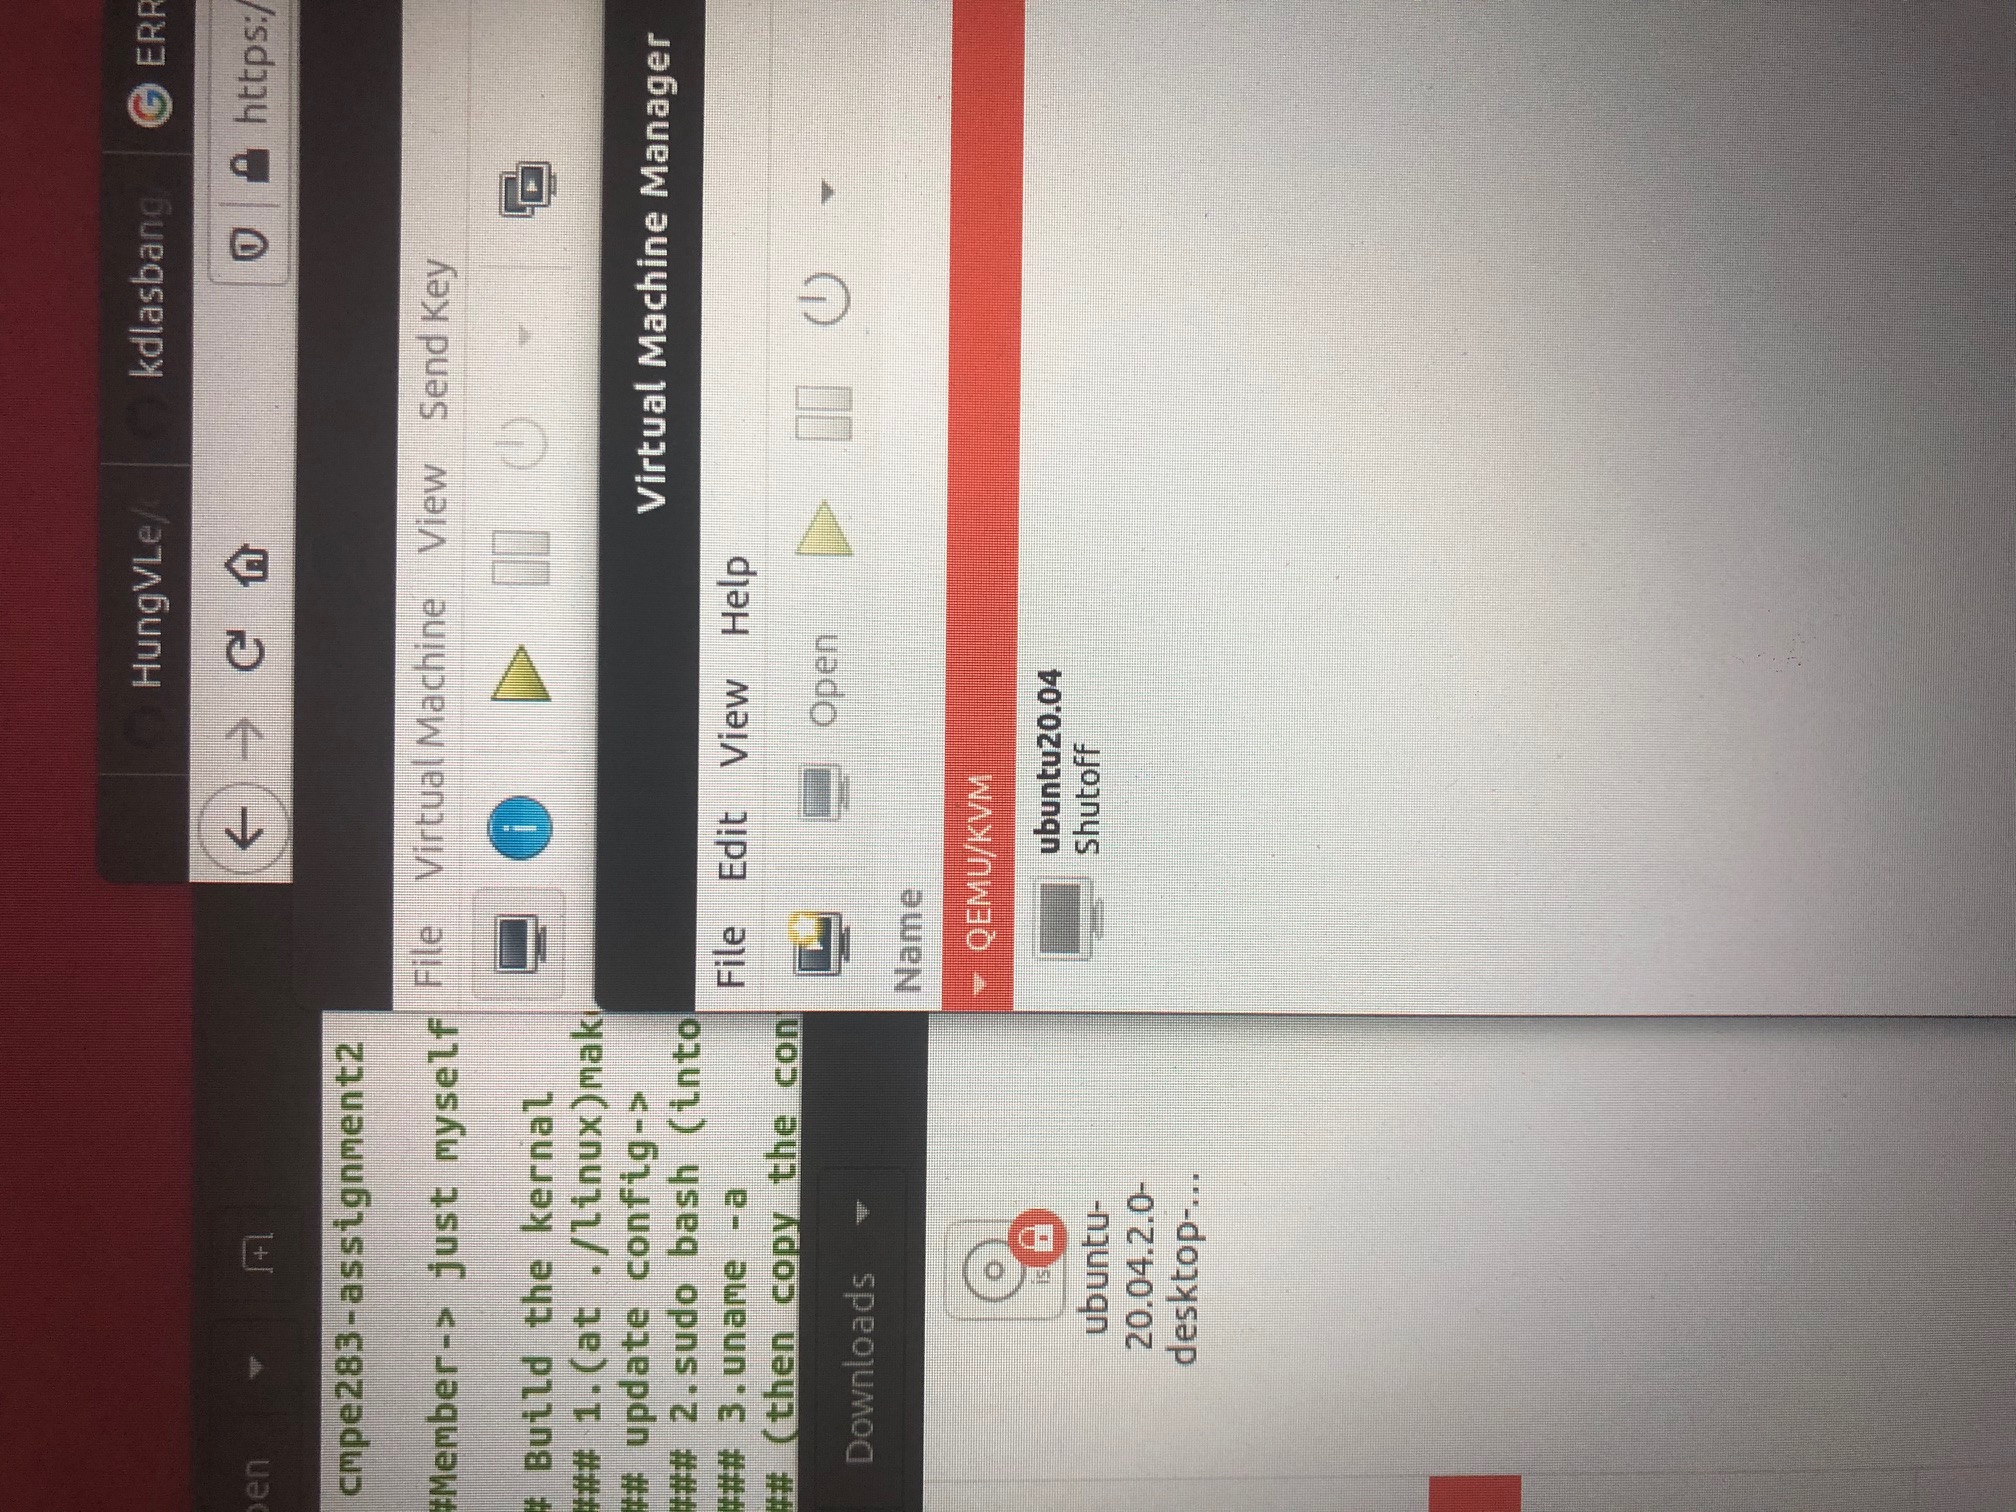 HungVLe/
kdlasbang
ERR
https:/
pen
cmpe283-assignment2
#Member-> just myself
# Build the kernal
### 1.(at ./linux)make
## update config->
### 2.sudo bash (into
### 3.uname -a
## (then copy the con
File Virtual Machine View Send Key
Virtual Machine Manager
File Edit View Help
Open
Name
QEMU/KVM
ubuntu20.04
Shutoff
Downloads
is
ubuntu-
20.04.2.0-
desktop-...